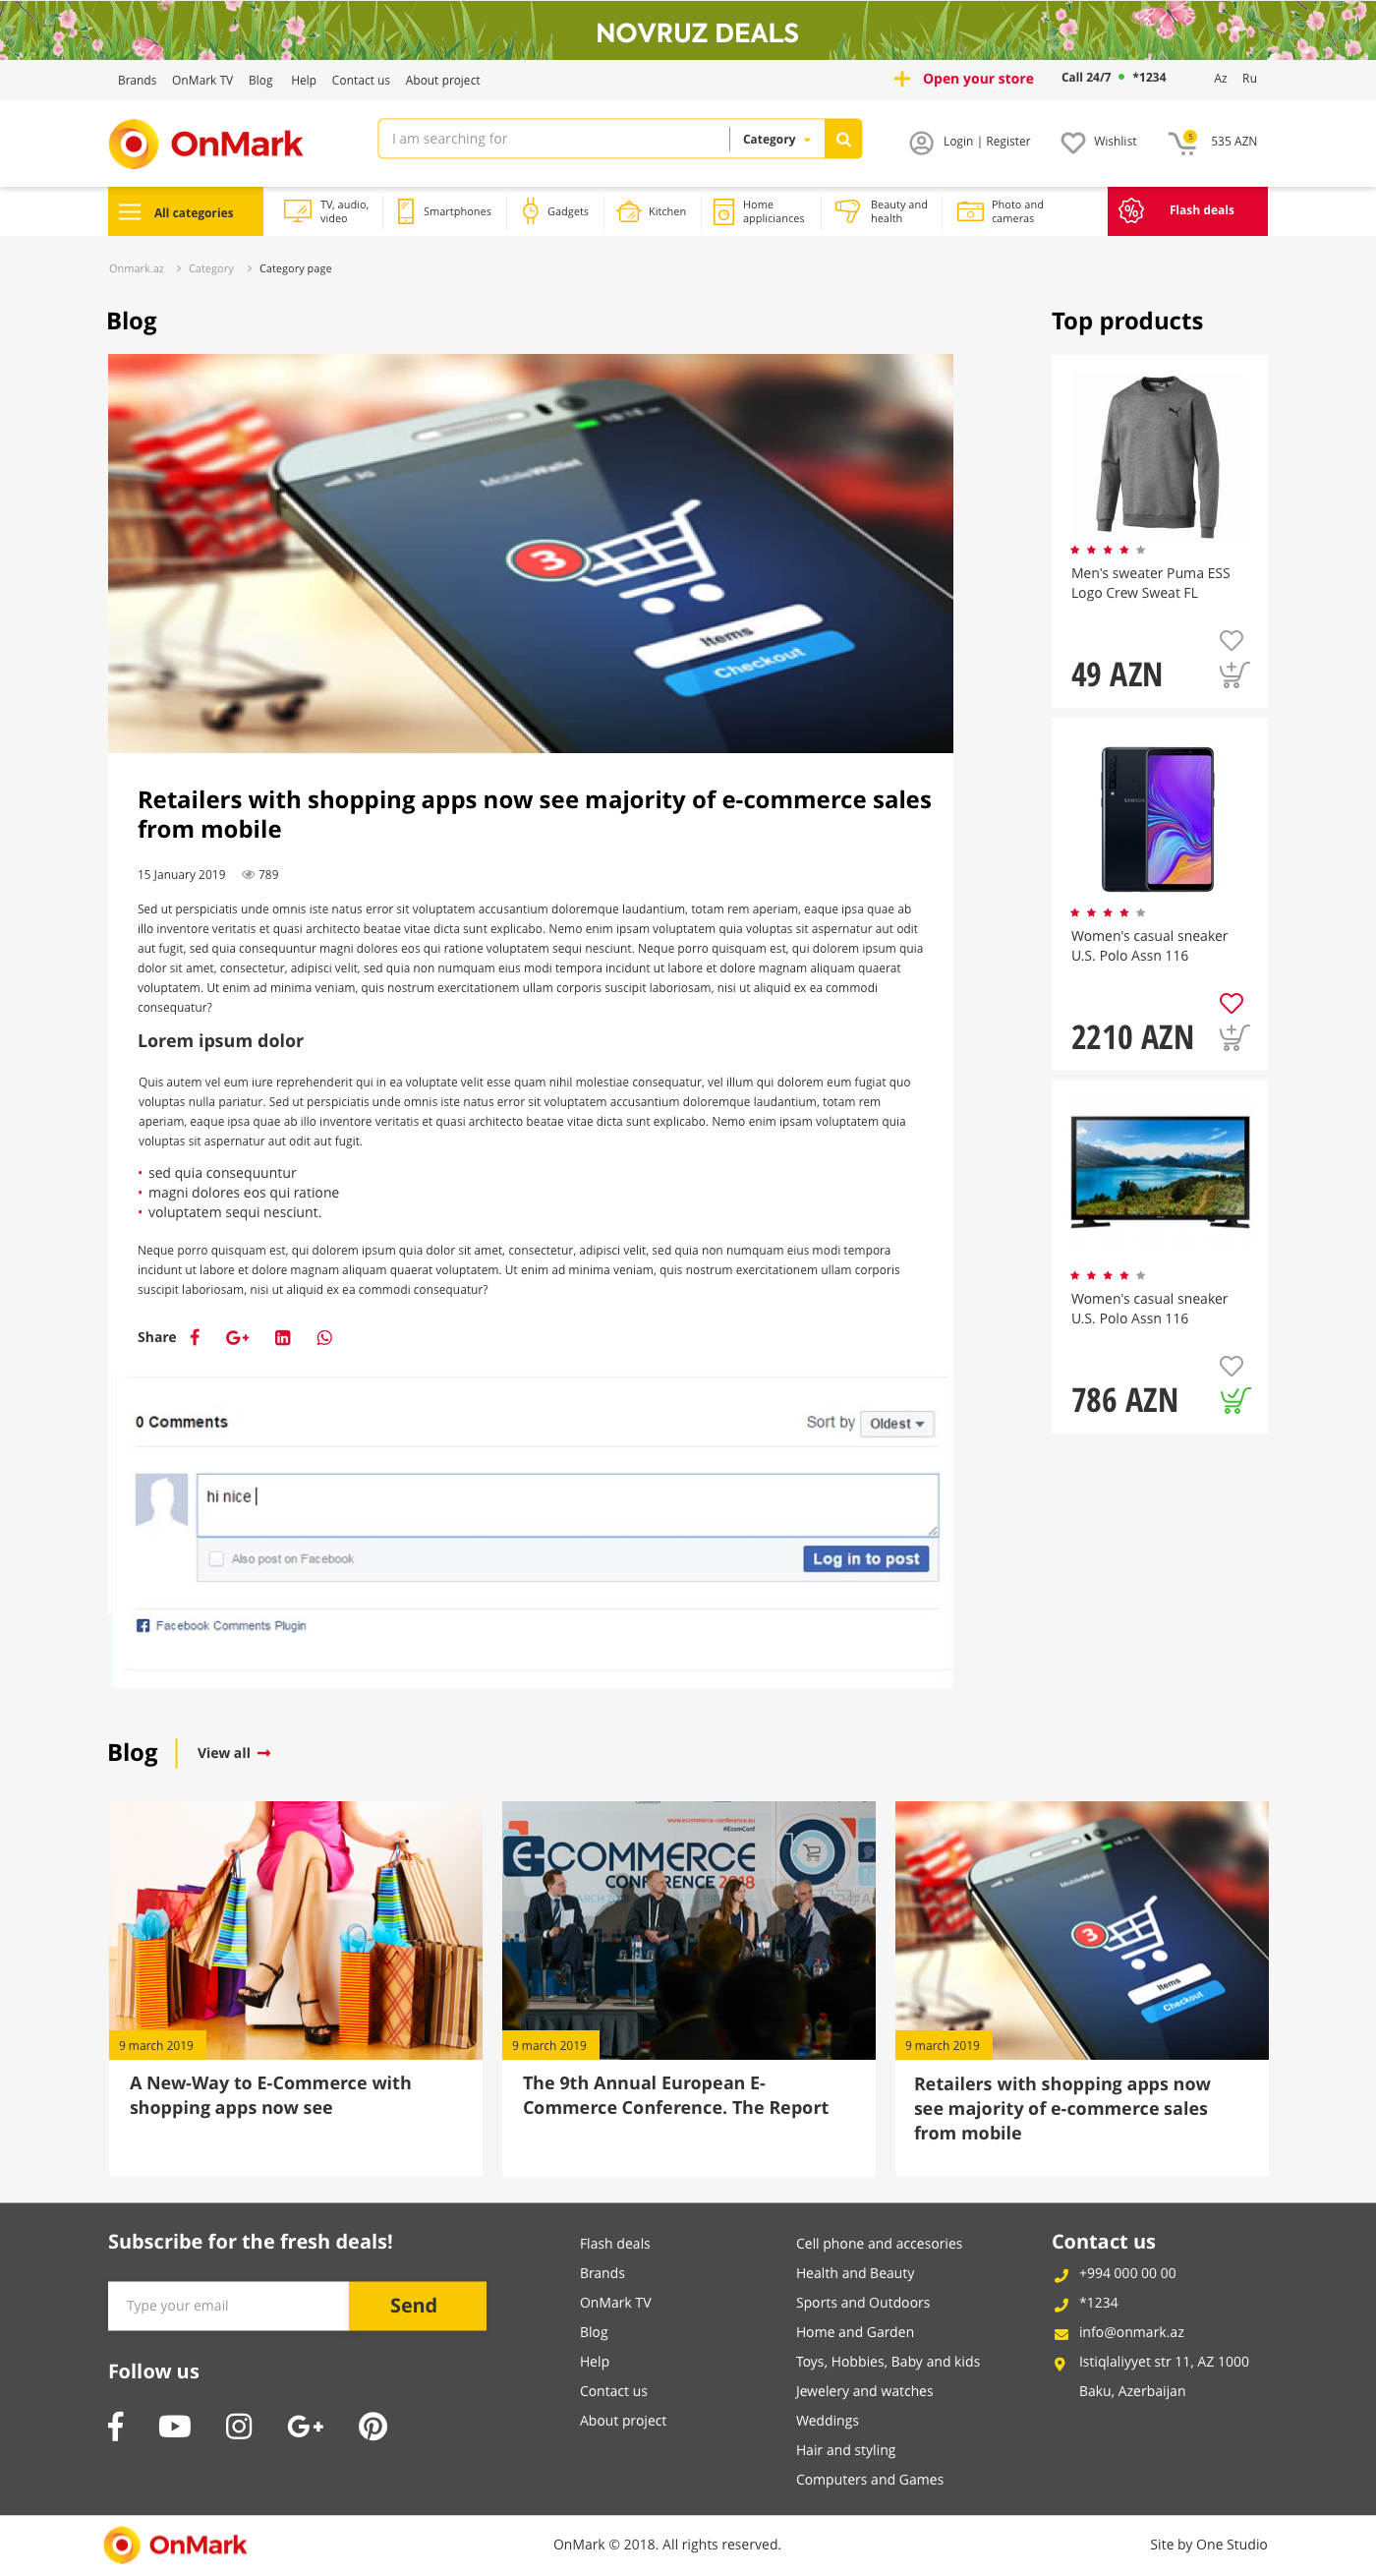 NOVRUZ DEALS
Brands OnMark TV Blog Help Contact us About project
Open your store Call 24/7 *1234 Az Ru
OnMark
I am searching for Category
Login | Register Wishlist 5 535 AZN
All categories
TV, audio,
video
Smartphones
Gadgets
Kitchen
Home
appliciances
Beauty and
health
Photo and
cameras
Flash deals
Onmark.az > Category > Category page
Blog
MobileWallet
3
Items
Checkout
Retailers with shopping apps now see majority of e-commerce sales
from mobile
15 January 2019 789
Sed ut perspiciatis unde omnis iste natus error sit voluptatem accusantium doloremque laudantium, totam rem aperiam, eaque ipsa quae ab
illo inventore veritatis et quasi architecto beatae vitae dicta sunt explicabo. Nemo enim ipsam voluptatem quia voluptas sit aspernatur aut odit
aut fugit, sed quia consequuntur magni dolores eos qui ratione voluptatem sequi nesciunt. Neque porro quisquam est, qui dolorem ipsum quia
dolor sit amet, consectetur, adipisci velit, sed quia non numquam eius modi tempora incidunt ut labore et dolore magnam aliquam quaerat
voluptatem. Ut enim ad minima veniam, quis nostrum exercitationem ullam corporis suscipit laboriosam, nisi ut aliquid ex ea commodi
consequatur?
Lorem ipsum dolor
Quis autem vel eum iure reprehenderit qui in ea voluptate velit esse quam nihil molestiae consequatur, vel illum qui dolorem eum fugiat quo
voluptas nulla pariatur. Sed ut perspiciatis unde omnis iste natus error sit voluptatem accusantium doloremque laudantium, totam rem
aperiam, eaque ipsa quae ab illo inventore veritatis et quasi architecto beatae vitae dicta sunt explicabo. Nemo enim ipsam voluptatem quia
voluptas sit aspernatur aut odit aut fugit.
• sed quia consequuntur
• magni dolores eos qui ratione
• voluptatem sequi nesciunt.
Neque porro quisquam est, qui dolorem ipsum quia dolor sit amet, consectetur, adipisci velit, sed quia non numquam eius modi tempora
incidunt ut labore et dolore magnam aliquam quaerat voluptatem. Ut enim ad minima veniam, quis nostrum exercitationem ullam corporis
suscipit laboriosam, nisi ut aliquid ex ea commodi consequatur?
Share
0 Comments Sort by Oldest
hi nice
Also post on Facebook Log in to post
Facebook Comments Plugin
Top products
Men's sweater Puma ESS
Logo Crew Sweat FL
49 AZN
SAMSUNG
Women's casual sneaker
U.S. Polo Assn 116
2210 AZN
Women's casual sneaker
U.S. Polo Assn 116
786 AZN
Blog View all
9 march 2019
A New-Way to E-Commerce with
shopping apps now see
www.ecommerce-conference.eu
#EcomConf
E-COMMERCE
CONFERENCE 2018
9 march 2019
The 9th Annual European E-
Commerce Conference. The Report
MobileWallet
3
Items
Checkout
9 march 2019
Retailers with shopping apps now
see majority of e-commerce sales
from mobile
Subscribe for the fresh deals!
Type your email Send
Follow us
Flash deals
Brands
OnMark TV
Blog
Help
Contact us
About project
Cell phone and accesories
Health and Beauty
Sports and Outdoors
Home and Garden
Toys, Hobbies, Baby and kids
Jewelery and watches
Weddings
Hair and styling
Computers and Games
Contact us
+994 000 00 00
*1234
info@onmark.az
Istiqlaliyyet str 11, AZ 1000
Baku, Azerbaijan
OnMark
OnMark © 2018. All rights reserved.
Site by One Studio